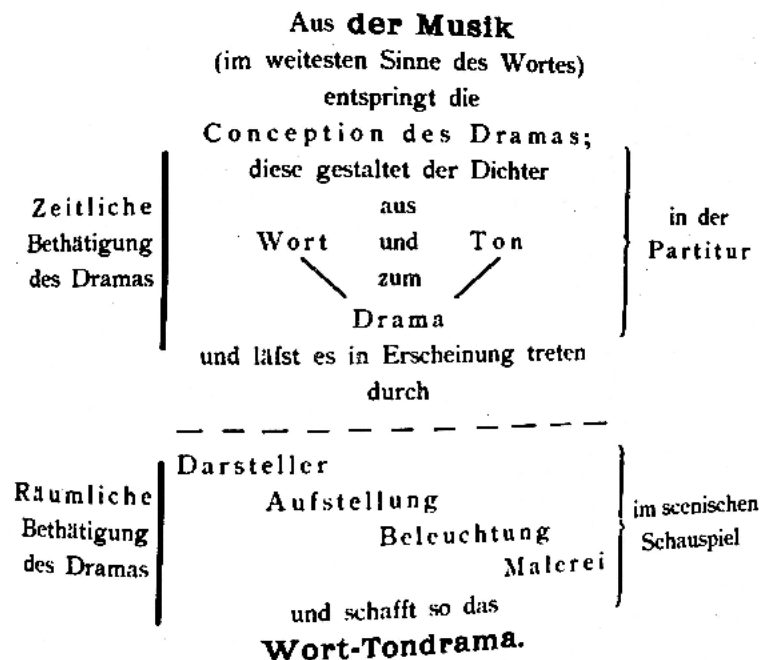 Aus der Musik
(im weitesten Sinne des Wortes)
entspringt die
Conception des Dramas;
diese gestaltet der Dichter
Zeitliche
Bethätigung
des Dramas
aus
Wort und Ton
zum
Drama
in der
Partitur
und läfst es in Erscheinung treten
durch
Räumliche
Bethätigung
des Dramas
Darsteller
Aufstellung
Beleuchtung
Malerei
im scenischen
Schauspiel
und schafft so das
Wort-Tondrama.